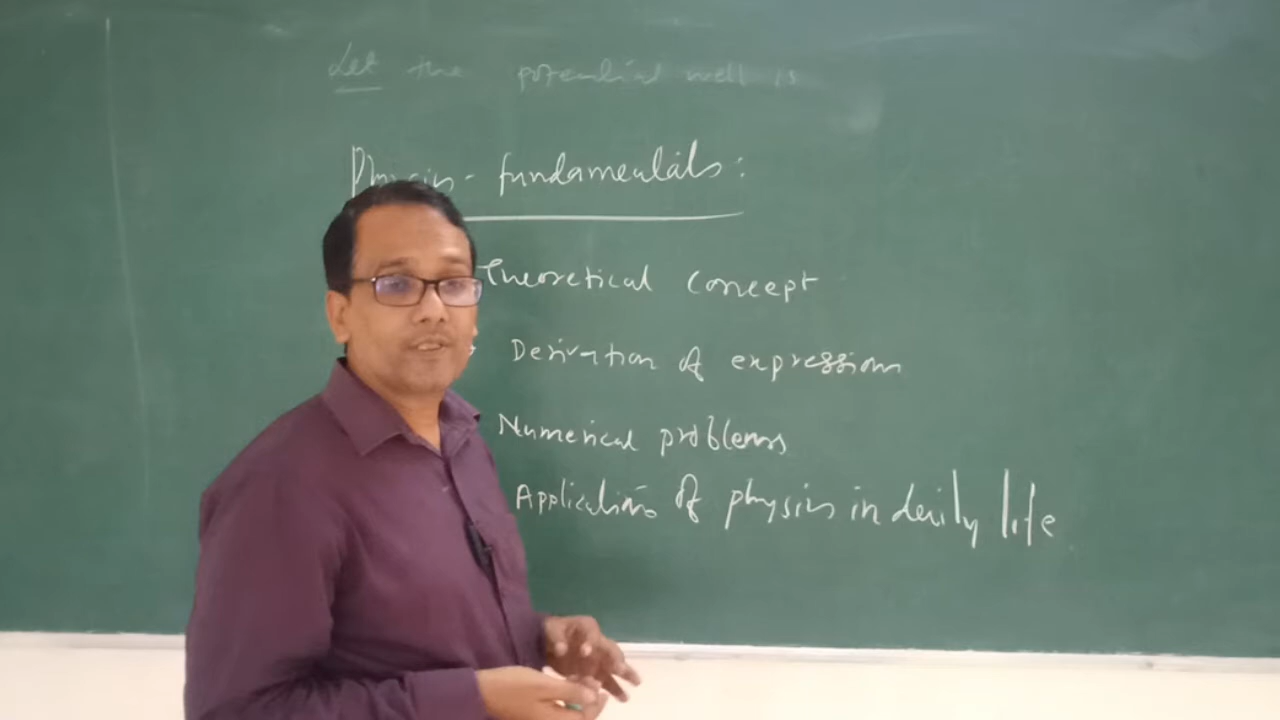 Let the potential well is
Physics - fundamentals:
Theoretical concept
Derivation of expressions
Numerical problems
Applications of physics in daily life